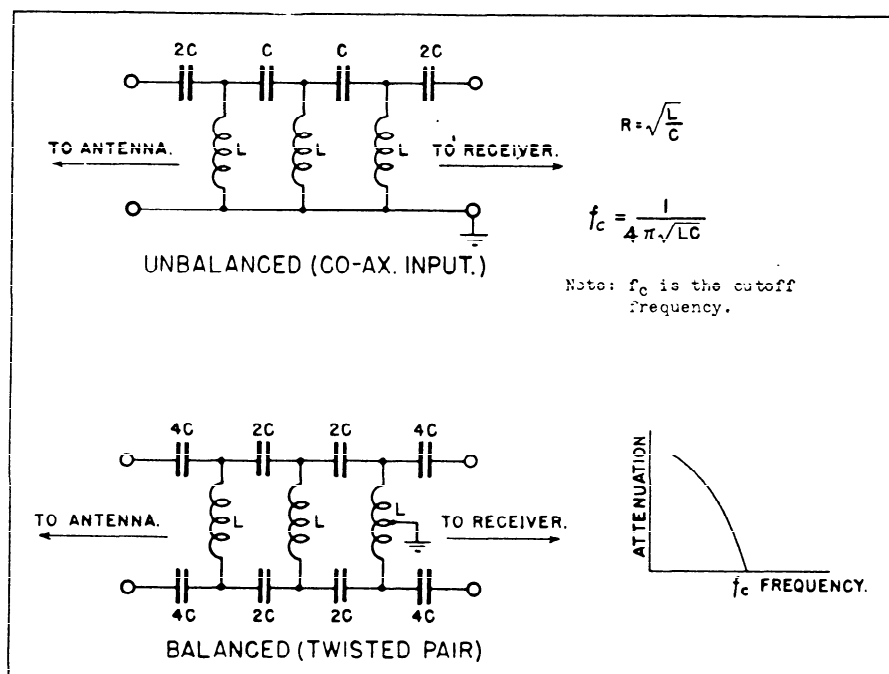 2C C C 2C
L L L
TO ANTENNA.
TO RECEIVER.
R = √L/C
f_c = 1/4π√LC
UNBALANCED (CO-AX. INPUT.)
Note: f_c is the cutoff
frequency.
4C 2C 2C 4C
L L L
TO ANTENNA.
TO RECEIVER.
4C 2C 2C 4C
BALANCED (TWISTED PAIR)
ATTENUATION
f_c FREQUENCY.